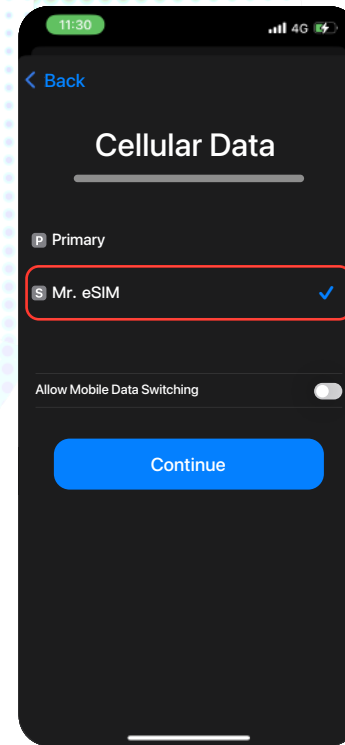 11:30 4G
Back
Cellular Data
P Primary
S Mr. eSIM
Allow Mobile Data Switching
Continue